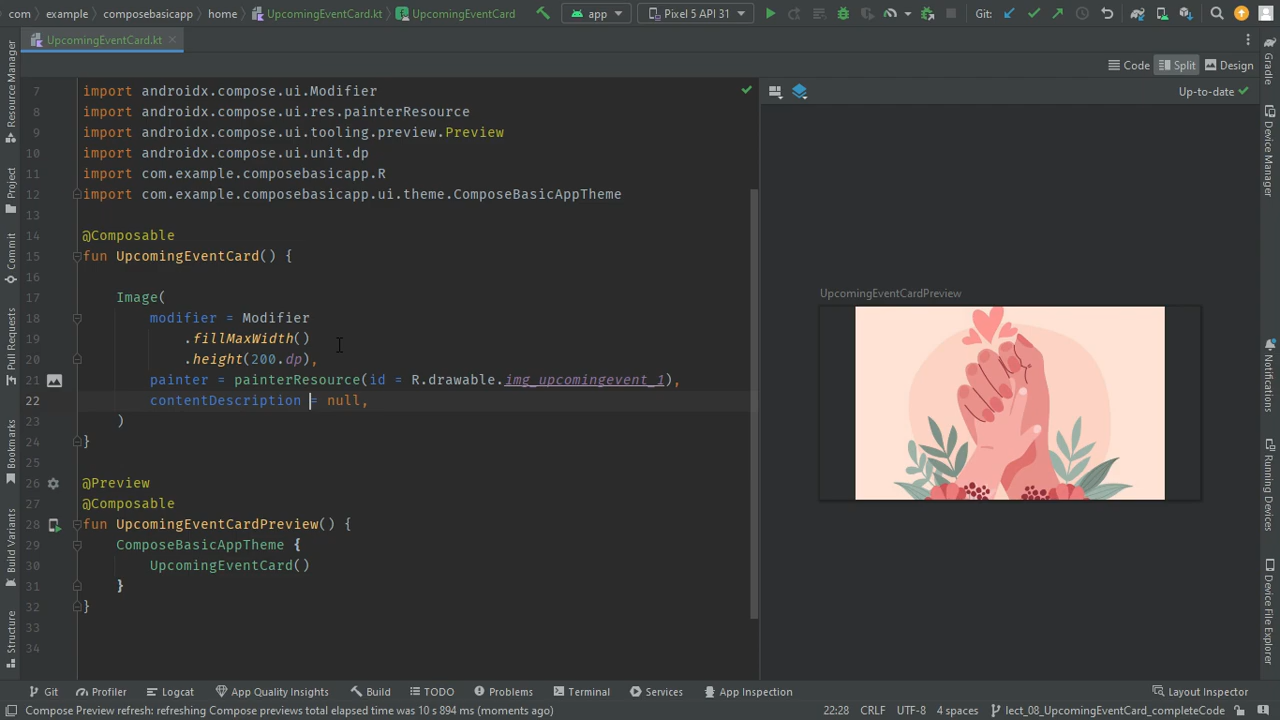 com example composebasicapp home UpcomingEventCard.kt UpcomingEventCard app Pixel 5 API 31 Git:
UpcomingEventCard.kt
Code Split Design
Up-to-date
7 import androidx.compose.ui.Modifier
8 import androidx.compose.ui.res.painterResource
9 import androidx.compose.ui.tooling.preview.Preview
10 import androidx.compose.ui.unit.dp
11 import com.example.composebasicapp.R
12 import com.example.composebasicapp.ui.theme.ComposeBasicAppTheme
13
14 @Composable
15 fun UpcomingEventCard() {
16
17 Image(
18 modifier = Modifier
19 .fillMaxWidth()
20 .height(200.dp),
21 painter = painterResource(id = R.drawable.img_upcomingevent_1),
22 contentDescription = null,
23 )
24 }
25
26 @Preview
27 @Composable
28 fun UpcomingEventCardPreview() {
29 ComposeBasicAppTheme {
30 UpcomingEventCard()
31 }
32 }
33
34
UpcomingEventCardPreview
Resource Manager
Project
Commit
Pull Requests
Bookmarks
Build Variants
Structure
Gradle
Device Manager
Notifications
Running Devices
Device File Explorer
Git Profiler Logcat App Quality Insights Build TODO Problems Terminal Services App Inspection Layout Inspector
Compose Preview refresh: refreshing Compose previews total elapsed time was 10 s 894 ms (moments ago) 22:28 CRLF UTF-8 4 spaces lect_08_UpcomingEventCard_completeCode